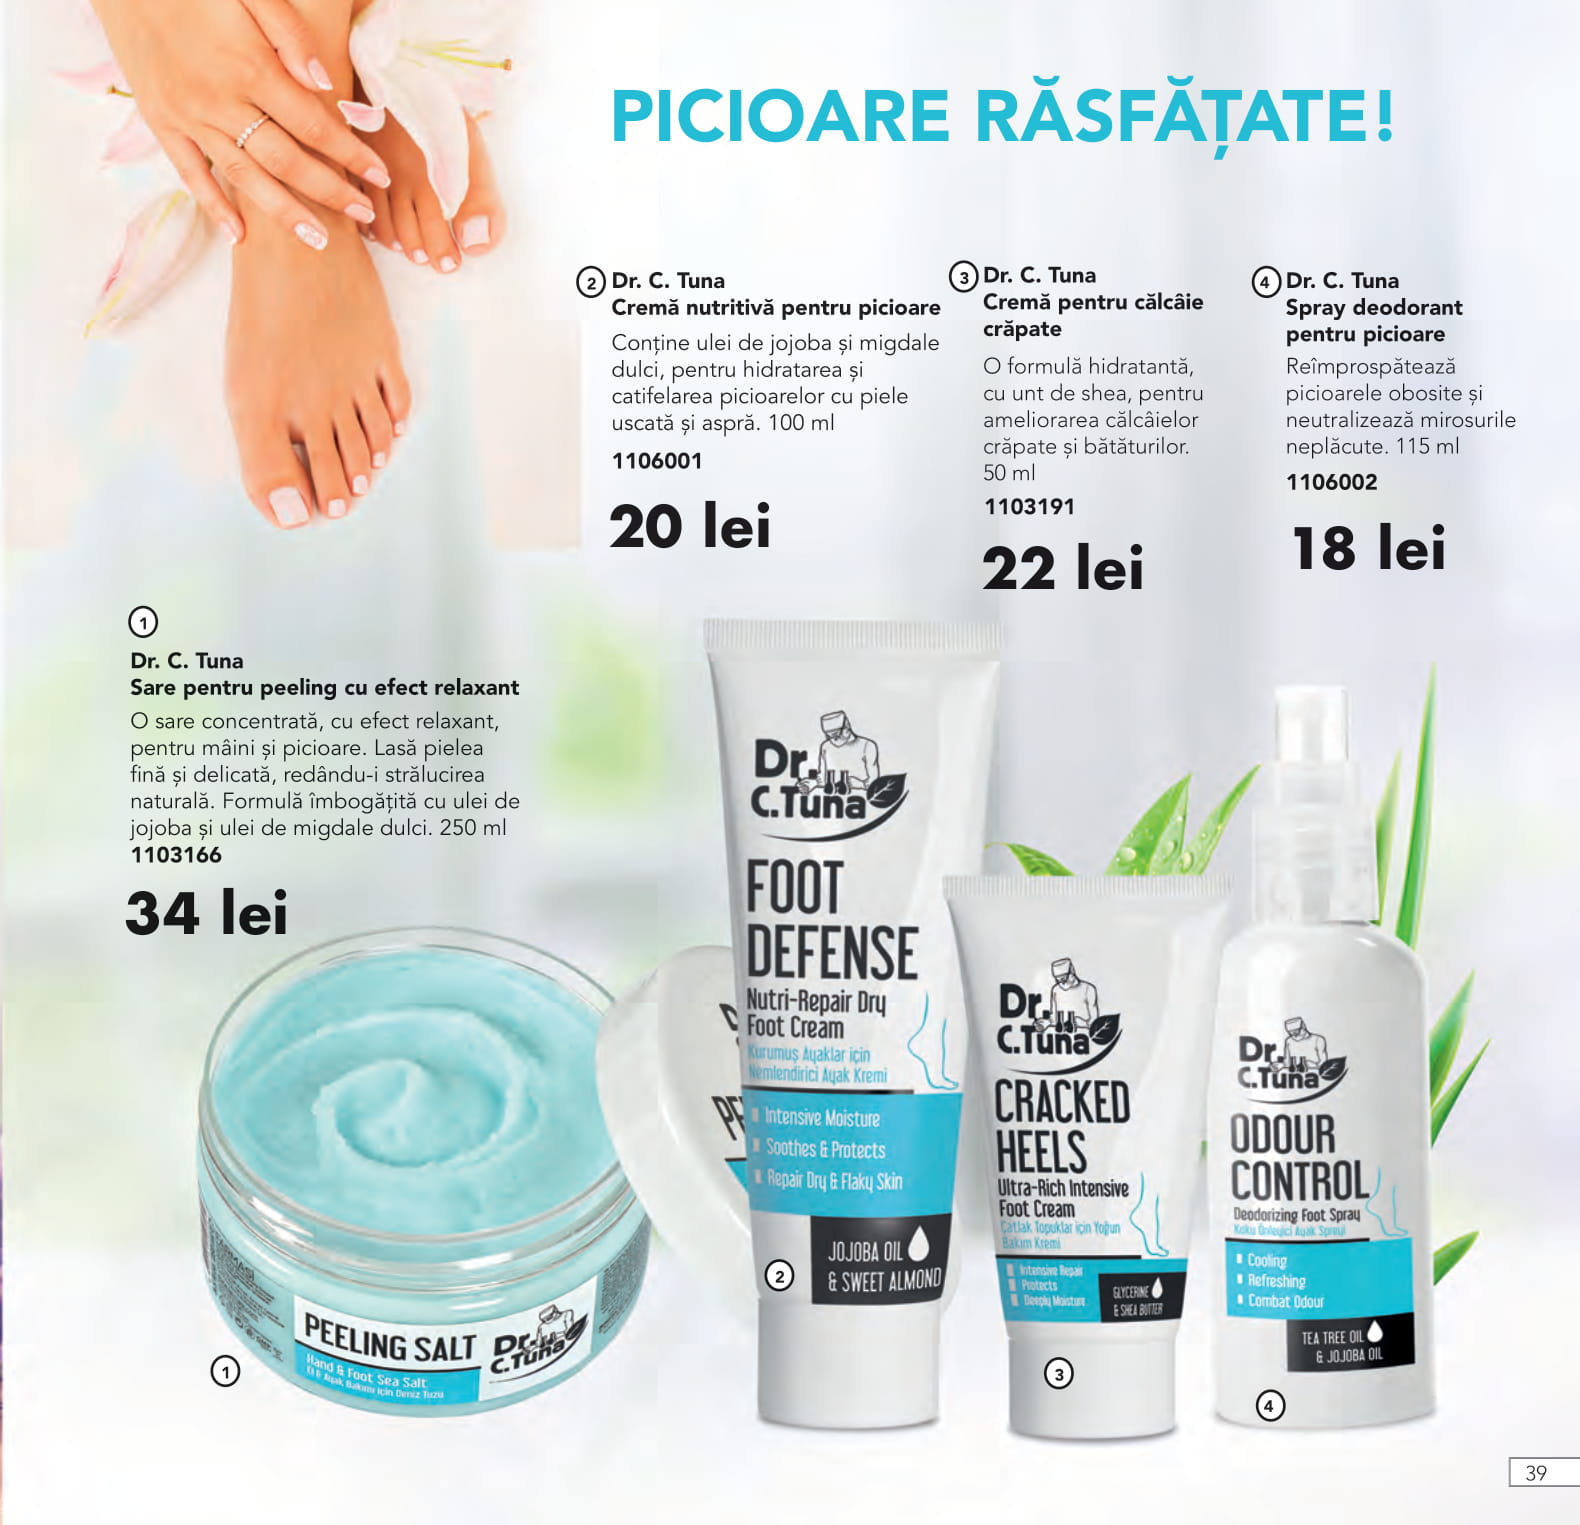 PICIOARE RĂSFĂȚATE!
2
Dr. C. Tuna
Cremă nutritivă pentru picioare
Conține ulei de jojoba și migdale
dulci, pentru hidratarea și
catifelarea picioarelor cu piele
uscată și aspră. 100 ml
1106001
20 lei
3
Dr. C. Tuna
Cremă pentru călcâie
crăpate
O formulă hidratantă,
cu unt de shea, pentru
ameliorarea călcâielor
crăpate și bătăturilor.
50 ml
1103191
22 lei
4
Dr. C. Tuna
Spray deodorant
pentru picioare
Reîmprospătează
picioarele obosite și
neutralizează mirosurile
neplăcute. 115 ml
1106002
18 lei
1
Dr. C. Tuna
Sare pentru peeling cu efect relaxant
O sare concentrată, cu efect relaxant,
pentru mâini și picioare. Lasă pielea
fină și delicată, redându-i strălucirea
naturală. Formulă îmbogățită cu ulei de
jojoba și ulei de migdale dulci. 250 ml
1103166
34 lei
PEELING SALT
Hand & Foot Sea Salt
El & Ayak Bakımı için Deniz Tuzu
Dr.
C.Tuna
1
Dr.
C.Tuna
FOOT
DEFENSE
Nutri-Repair Dry
Foot Cream
Kurumuş Ayaklar için
Nemlendirici Ayak Kremi
Intensive Moisture
Soothes & Protects
Repair Dry & Flaky Skin
JOJOBA OIL
& SWEET ALMOND
2
Dr.
C.Tuna
CRACKED
HEELS
Ultra-Rich Intensive
Foot Cream
Çatlak Topuklar için Yoğun
Bakım Kremi
Intensive Repair
Protects
Deeply Moisture
GLYCERINE
& SHEA BUTTER
3
Dr.
C.Tuna
ODOUR
CONTROL
Deodorizing Foot Spray
Koku Önleyici Ayak Spreyi
Cooling
Refreshing
Combat Odour
TEA TREE OIL
& JOJOBA OIL
4
39